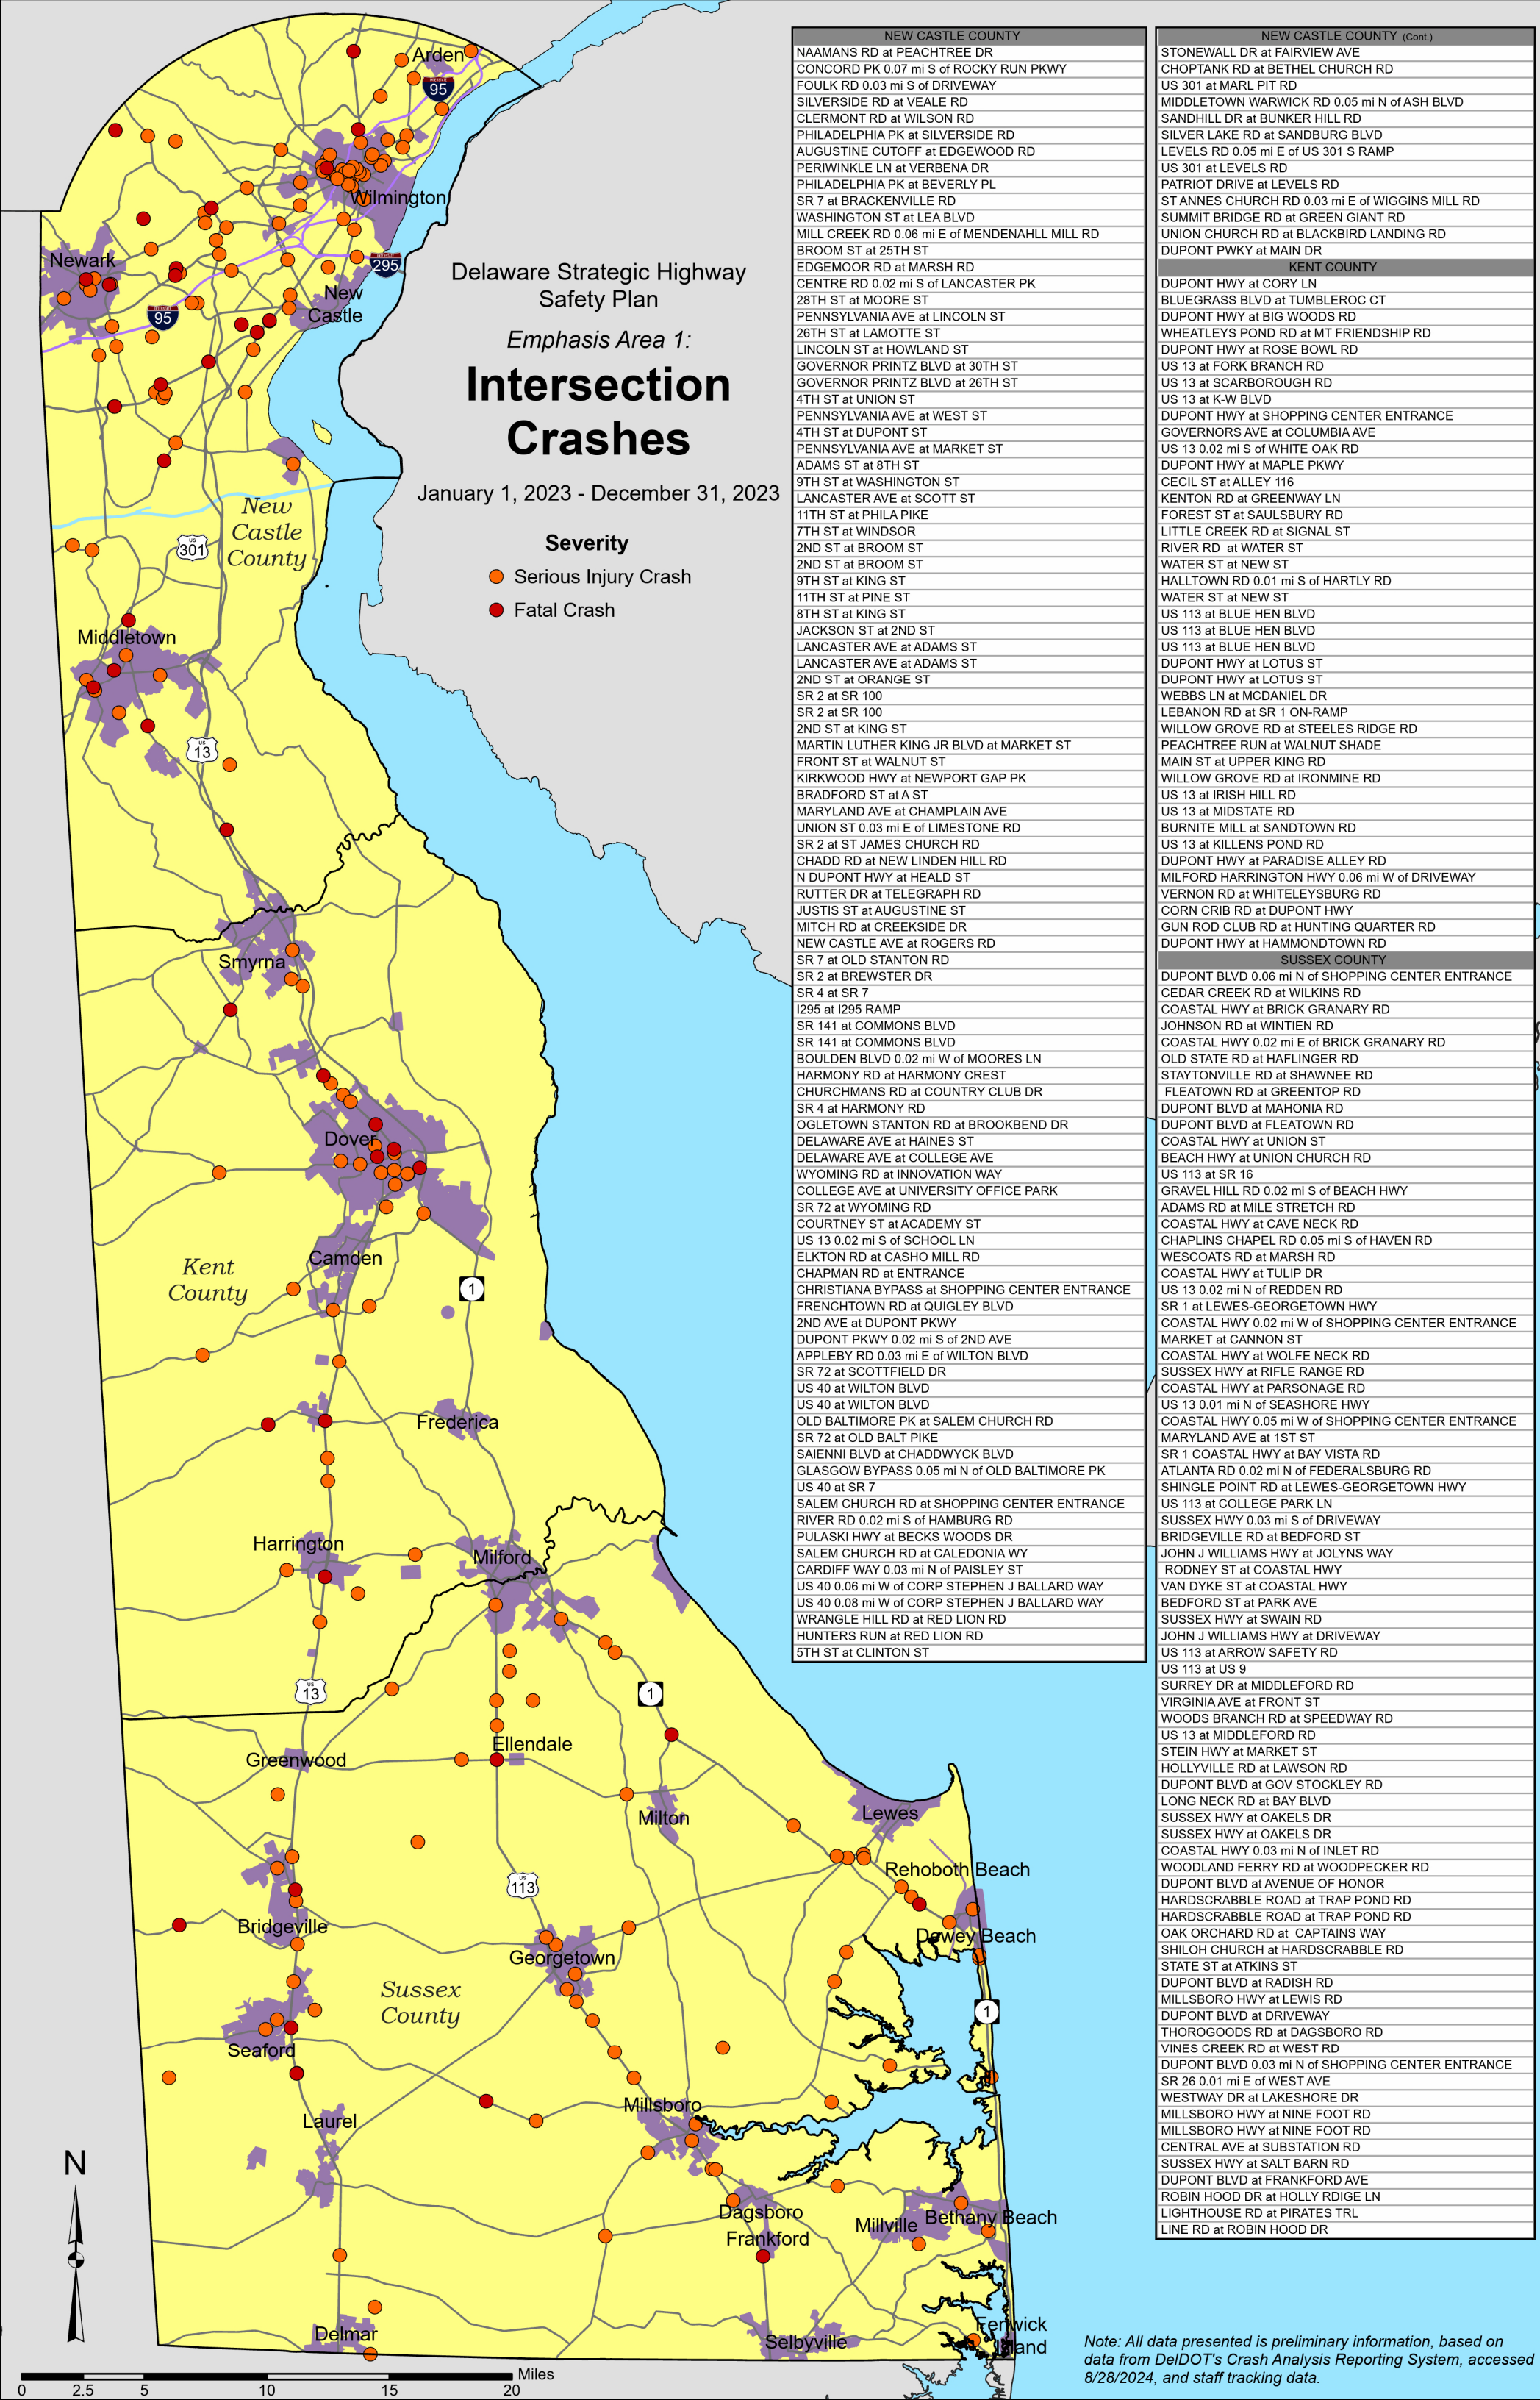 Delaware Strategic Highway
Safety Plan
Emphasis Area 1:
Intersection
Crashes
January 1, 2023 - December 31, 2023
Severity
Serious Injury Crash
Fatal Crash
Arden
95
Wilmington
Newark
295
New
Castle
95
New
Castle
County
US
301
Middletown
US
13
Smyrna
Dover
Camden
Kent
County
1
Frederica
Harrington
Milford
US
13
1
Greenwood
Ellendale
Milton
Lewes
Rehoboth Beach
US
113
Bridgeville
Dewey Beach
Georgetown
Sussex
County
1
Seaford
Millsboro
Laurel
N
Dagsboro
Millville
Bethany Beach
Frankford
Delmar
Selbyville
Fenwick
Island
Miles
0 2.5 5 10 15 20
NEW CASTLE COUNTY
NAAMANS RD at PEACHTREE DR
CONCORD PK 0.07 mi S of ROCKY RUN PKWY
FOULK RD 0.03 mi S of DRIVEWAY
SILVERSIDE RD at VEALE RD
CLERMONT RD at WILSON RD
PHILADELPHIA PK at SILVERSIDE RD
AUGUSTINE CUTOFF at EDGEWOOD RD
PERIWINKLE LN at VERBENA DR
PHILADELPHIA PK at BEVERLY PL
SR 7 at BRACKENVILLE RD
WASHINGTON ST at LEA BLVD
MILL CREEK RD 0.06 mi E of MENDENAHLL MILL RD
BROOM ST at 25TH ST
EDGEMOOR RD at MARSH RD
CENTRE RD 0.02 mi S of LANCASTER PK
28TH ST at MOORE ST
PENNSYLVANIA AVE at LINCOLN ST
26TH ST at LAMOTTE ST
LINCOLN ST at HOWLAND ST
GOVERNOR PRINTZ BLVD at 30TH ST
GOVERNOR PRINTZ BLVD at 26TH ST
4TH ST at UNION ST
PENNSYLVANIA AVE at WEST ST
4TH ST at DUPONT ST
PENNSYLVANIA AVE at MARKET ST
ADAMS ST at 8TH ST
9TH ST at WASHINGTON ST
LANCASTER AVE at SCOTT ST
11TH ST at PHILA PIKE
7TH ST at WINDSOR
2ND ST at BROOM ST
2ND ST at BROOM ST
9TH ST at KING ST
11TH ST at PINE ST
8TH ST at KING ST
JACKSON ST at 2ND ST
LANCASTER AVE at ADAMS ST
LANCASTER AVE at ADAMS ST
2ND ST at ORANGE ST
SR 2 at SR 100
SR 2 at SR 100
2ND ST at KING ST
MARTIN LUTHER KING JR BLVD at MARKET ST
FRONT ST at WALNUT ST
KIRKWOOD HWY at NEWPORT GAP PK
BRADFORD ST at A ST
MARYLAND AVE at CHAMPLAIN AVE
UNION ST 0.03 mi E of LIMESTONE RD
SR 2 at ST JAMES CHURCH RD
CHADD RD at NEW LINDEN HILL RD
N DUPONT HWY at HEALD ST
RUTTER DR at TELEGRAPH RD
JUSTIS ST at AUGUSTINE ST
MITCH RD at CREEKSIDE DR
NEW CASTLE AVE at ROGERS RD
SR 7 at OLD STANTON RD
SR 2 at BREWSTER DR
SR 4 at SR 7
I295 at I295 RAMP
SR 141 at COMMONS BLVD
SR 141 at COMMONS BLVD
BOULDEN BLVD 0.02 mi W of MOORES LN
HARMONY RD at HARMONY CREST
CHURCHMANS RD at COUNTRY CLUB DR
SR 4 at HARMONY RD
OGLETOWN STANTON RD at BROOKBEND DR
DELAWARE AVE at HAINES ST
DELAWARE AVE at COLLEGE AVE
WYOMING RD at INNOVATION WAY
COLLEGE AVE at UNIVERSITY OFFICE PARK
SR 72 at WYOMING RD
COURTNEY ST at ACADEMY ST
US 13 0.02 mi S of SCHOOL LN
ELKTON RD at CASHO MILL RD
CHAPMAN RD at ENTRANCE
CHRISTIANA BYPASS at SHOPPING CENTER ENTRANCE
FRENCHTOWN RD at QUIGLEY BLVD
2ND AVE at DUPONT PKWY
DUPONT PKWY 0.02 mi S of 2ND AVE
APPLEBY RD 0.03 mi E of WILTON BLVD
SR 72 at SCOTTFIELD DR
US 40 at WILTON BLVD
US 40 at WILTON BLVD
OLD BALTIMORE PK at SALEM CHURCH RD
SR 72 at OLD BALT PIKE
SAIENNI BLVD at CHADDWYCK BLVD
GLASGOW BYPASS 0.05 mi N of OLD BALTIMORE PK
US 40 at SR 7
SALEM CHURCH RD at SHOPPING CENTER ENTRANCE
RIVER RD 0.02 mi S of HAMBURG RD
PULASKI HWY at BECKS WOODS DR
SALEM CHURCH RD at CALEDONIA WY
CARDIFF WAY 0.03 mi N of PAISLEY ST
US 40 0.06 mi W of CORP STEPHEN J BALLARD WAY
US 40 0.08 mi W of CORP STEPHEN J BALLARD WAY
WRANGLE HILL RD at RED LION RD
HUNTERS RUN at RED LION RD
5TH ST at CLINTON ST
NEW CASTLE COUNTY (Cont.)
STONEWALL DR at FAIRVIEW AVE
CHOPTANK RD at BETHEL CHURCH RD
US 301 at MARL PIT RD
MIDDLETOWN WARWICK RD 0.05 mi N of ASH BLVD
SANDHILL DR at BUNKER HILL RD
SILVER LAKE RD at SANDBURG BLVD
LEVELS RD 0.05 mi E of US 301 S RAMP
US 301 at LEVELS RD
PATRIOT DRIVE at LEVELS RD
ST ANNES CHURCH RD 0.03 mi E of WIGGINS MILL RD
SUMMIT BRIDGE RD at GREEN GIANT RD
UNION CHURCH RD at BLACKBIRD LANDING RD
DUPONT PWKY at MAIN DR
KENT COUNTY
DUPONT HWY at CORY LN
BLUEGRASS BLVD at TUMBLEROC CT
DUPONT HWY at BIG WOODS RD
WHEATLEYS POND RD at MT FRIENDSHIP RD
DUPONT HWY at ROSE BOWL RD
US 13 at FORK BRANCH RD
US 13 at SCARBOROUGH RD
US 13 at K-W BLVD
DUPONT HWY at SHOPPING CENTER ENTRANCE
GOVERNORS AVE at COLUMBIA AVE
US 13 0.02 mi S of WHITE OAK RD
DUPONT HWY at MAPLE PKWY
CECIL ST at ALLEY 116
KENTON RD at GREENWAY LN
FOREST ST at SAULSBURY RD
LITTLE CREEK RD at SIGNAL ST
RIVER RD at WATER ST
WATER ST at NEW ST
HALLTOWN RD 0.01 mi S of HARTLY RD
WATER ST at NEW ST
US 113 at BLUE HEN BLVD
US 113 at BLUE HEN BLVD
US 113 at BLUE HEN BLVD
DUPONT HWY at LOTUS ST
DUPONT HWY at LOTUS ST
WEBBS LN at MCDANIEL DR
LEBANON RD at SR 1 ON-RAMP
WILLOW GROVE RD at STEELES RIDGE RD
PEACHTREE RUN at WALNUT SHADE
MAIN ST at UPPER KING RD
WILLOW GROVE RD at IRONMINE RD
US 13 at IRISH HILL RD
US 13 at MIDSTATE RD
BURNITE MILL at SANDTOWN RD
US 13 at KILLENS POND RD
DUPONT HWY at PARADISE ALLEY RD
MILFORD HARRINGTON HWY 0.06 mi W of DRIVEWAY
VERNON RD at WHITELEYSBURG RD
CORN CRIB RD at DUPONT HWY
GUN ROD CLUB RD at HUNTING QUARTER RD
DUPONT HWY at HAMMONDTOWN RD
SUSSEX COUNTY
DUPONT BLVD 0.06 mi N of SHOPPING CENTER ENTRANCE
CEDAR CREEK RD at WILKINS RD
COASTAL HWY at BRICK GRANARY RD
JOHNSON RD at WINTIEN RD
COASTAL HWY 0.02 mi E of BRICK GRANARY RD
OLD STATE RD at HAFLINGER RD
STAYTONVILLE RD at SHAWNEE RD
FLEATOWN RD at GREENTOP RD
DUPONT BLVD at MAHONIA RD
DUPONT BLVD at FLEATOWN RD
COASTAL HWY at UNION ST
BEACH HWY at UNION CHURCH RD
US 113 at SR 16
GRAVEL HILL RD 0.02 mi S of BEACH HWY
ADAMS RD at MILE STRETCH RD
COASTAL HWY at CAVE NECK RD
CHAPLINS CHAPEL RD 0.05 mi S of HAVEN RD
WESCOATS RD at MARSH RD
COASTAL HWY at TULIP DR
US 13 0.02 mi N of REDDEN RD
SR 1 at LEWES-GEORGETOWN HWY
COASTAL HWY 0.02 mi W of SHOPPING CENTER ENTRANCE
MARKET at CANNON ST
COASTAL HWY at WOLFE NECK RD
SUSSEX HWY at RIFLE RANGE RD
COASTAL HWY at PARSONAGE RD
US 13 0.01 mi N of SEASHORE HWY
COASTAL HWY 0.05 mi W of SHOPPING CENTER ENTRANCE
MARYLAND AVE at 1ST ST
SR 1 COASTAL HWY at BAY VISTA RD
ATLANTA RD 0.02 mi N of FEDERALSBURG RD
SHINGLE POINT RD at LEWES-GEORGETOWN HWY
US 113 at COLLEGE PARK LN
SUSSEX HWY 0.03 mi S of DRIVEWAY
BRIDGEVILLE RD at BEDFORD ST
JOHN J WILLIAMS HWY at JOLYNS WAY
RODNEY ST at COASTAL HWY
VAN DYKE ST at COASTAL HWY
BEDFORD ST at PARK AVE
SUSSEX HWY at SWAIN RD
JOHN J WILLIAMS HWY at DRIVEWAY
US 113 at ARROW SAFETY RD
US 113 at US 9
SURREY DR at MIDDLEFORD RD
VIRGINIA AVE at FRONT ST
WOODS BRANCH RD at SPEEDWAY RD
US 13 at MIDDLEFORD RD
STEIN HWY at MARKET ST
HOLLYVILLE RD at LAWSON RD
DUPONT BLVD at GOV STOCKLEY RD
LONG NECK RD at BAY BLVD
SUSSEX HWY at OAKELS DR
SUSSEX HWY at OAKELS DR
COASTAL HWY 0.03 mi N of INLET RD
WOODLAND FERRY RD at WOODPECKER RD
DUPONT BLVD at AVENUE OF HONOR
HARDSCRABBLE ROAD at TRAP POND RD
HARDSCRABBLE ROAD at TRAP POND RD
OAK ORCHARD RD at CAPTAINS WAY
SHILOH CHURCH at HARDSCRABBLE RD
STATE ST at ATKINS ST
DUPONT BLVD at RADISH RD
MILLSBORO HWY at LEWIS RD
DUPONT BLVD at DRIVEWAY
THOROGOODS RD at DAGSBORO RD
VINES CREEK RD at WEST RD
DUPONT BLVD 0.03 mi N of SHOPPING CENTER ENTRANCE
SR 26 0.01 mi E of WEST AVE
WESTWAY DR at LAKESHORE DR
MILLSBORO HWY at NINE FOOT RD
MILLSBORO HWY at NINE FOOT RD
CENTRAL AVE at SUBSTATION RD
SUSSEX HWY at SALT BARN RD
DUPONT BLVD at FRANKFORD AVE
ROBIN HOOD DR at HOLLY RDIGE LN
LIGHTHOUSE RD at PIRATES TRL
LINE RD at ROBIN HOOD DR
Note: All data presented is preliminary information, based on
data from DelDOT's Crash Analysis Reporting System, accessed
8/28/2024, and staff tracking data.